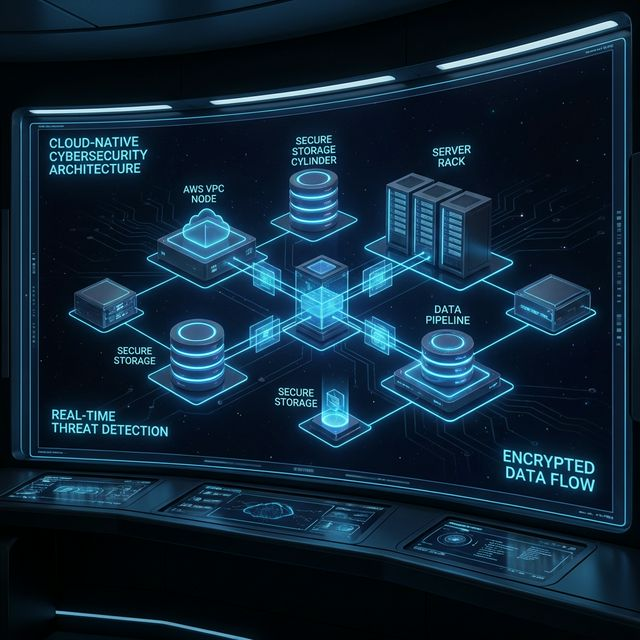 CLOUD-NATIVE
CYBERSECURITY
ARCHITECTURE
SECURE
STORAGE
CYLINDER
SERVER
RACK
AWS VPC
NODE
DATA
PIPELINE
SECURE
STORAGE
SECURE
STORAGE
REAL-TIME
THREAT DETECTION
ENCRYPTED
DATA FLOW